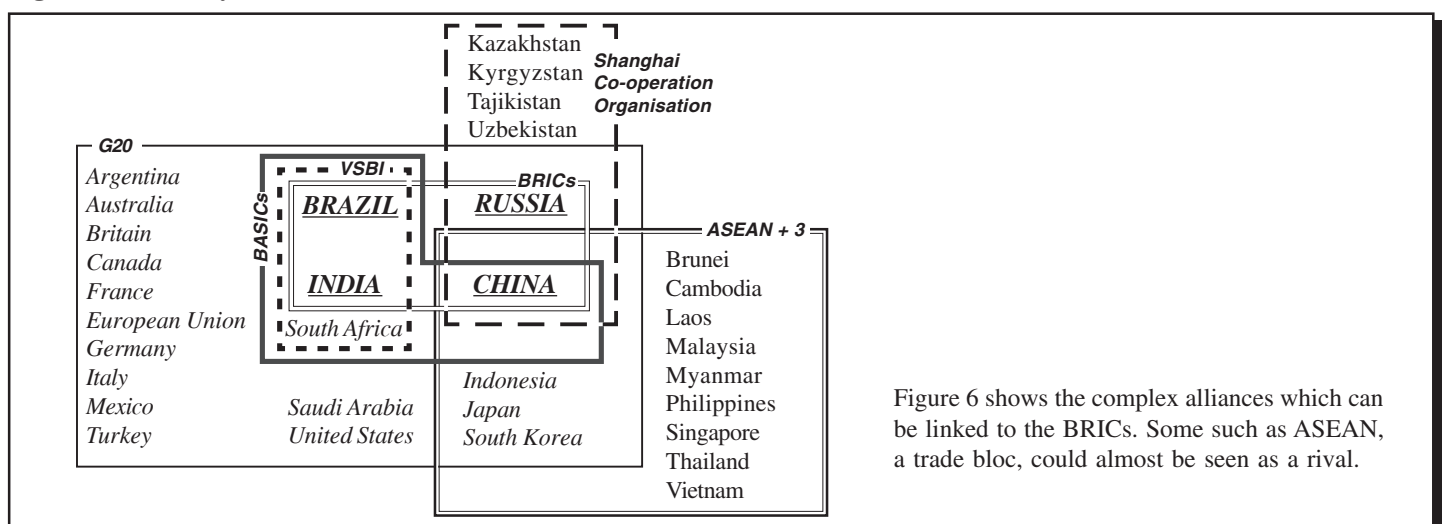 Kazakhstan
Kyrgyzstan
Tajikistan
Uzbekistan
Shanghai
Co-operation
Organisation
G20
Argentina
Australia
Britain
Canada
France
European Union
Germany
Italy
Mexico
Turkey
BASICs
VSBI
BRICs
BRAZIL
RUSSIA
INDIA
CHINA
South Africa
Saudi Arabia
United States
Indonesia
Japan
South Korea
ASEAN + 3
Brunei
Cambodia
Laos
Malaysia
Myanmar
Philippines
Singapore
Thailand
Vietnam
Figure 6 shows the complex alliances which can
be linked to the BRICs. Some such as ASEAN,
a trade bloc, could almost be seen as a rival.